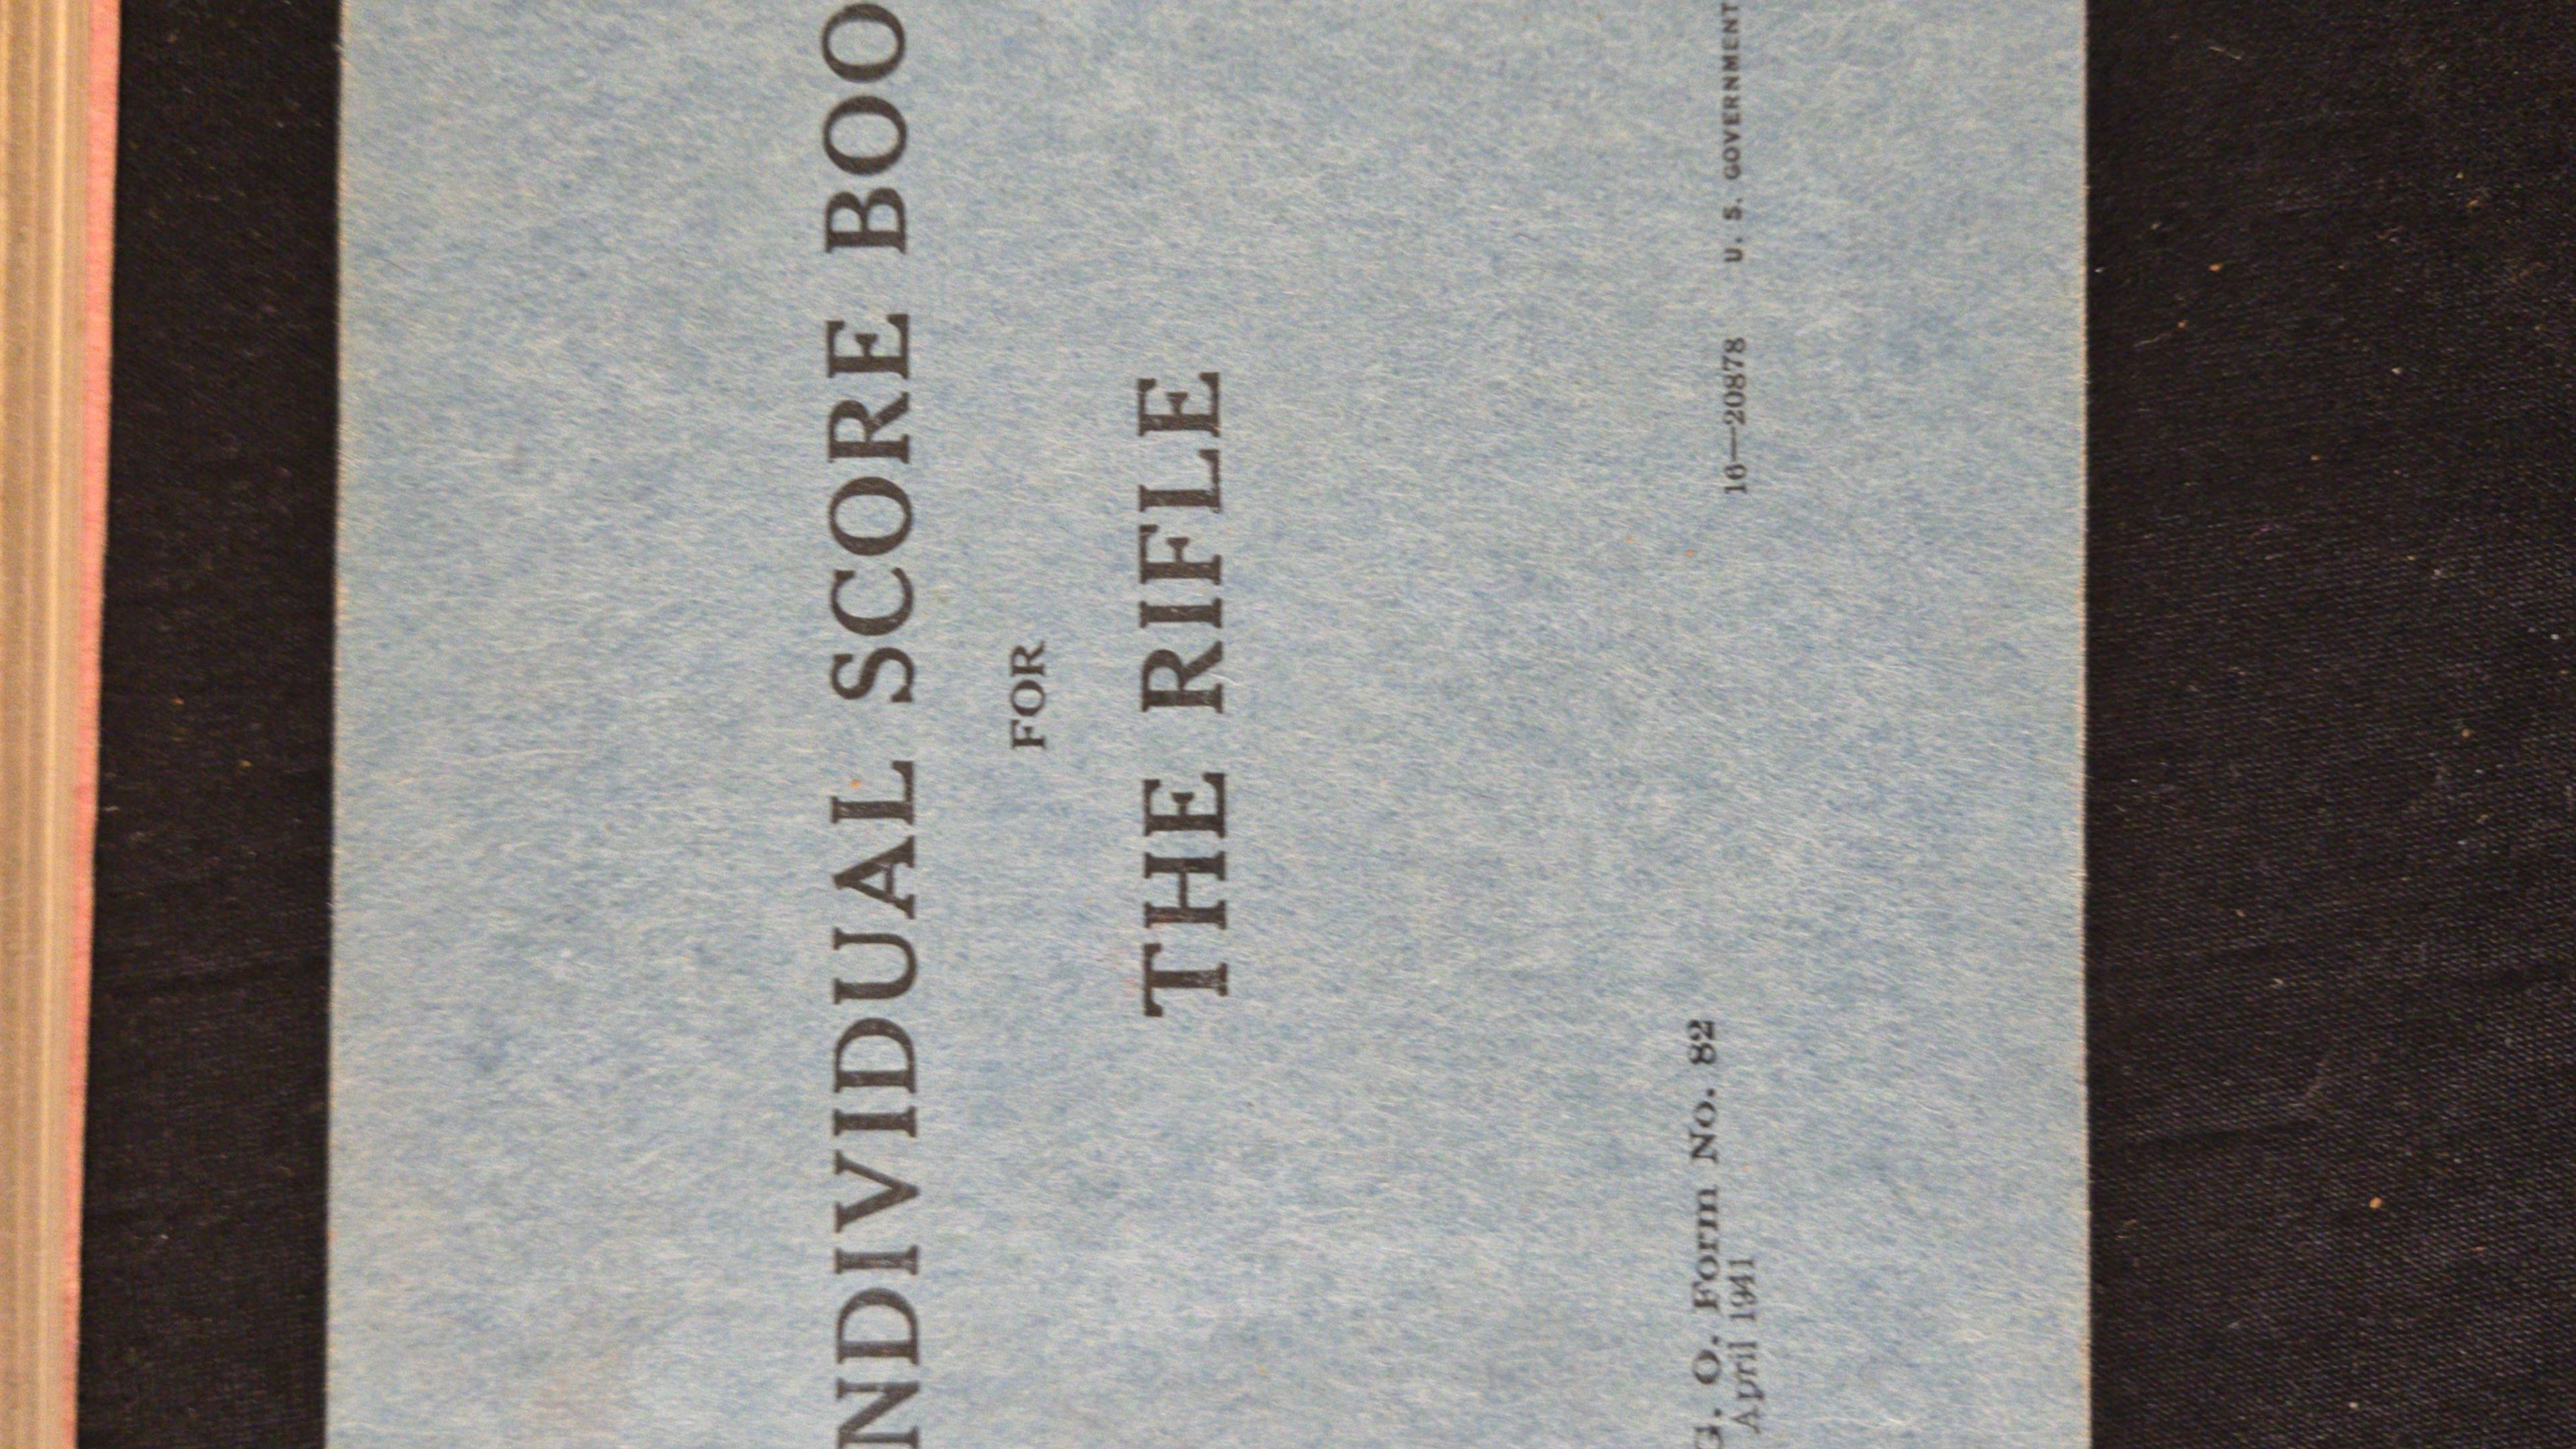 NDIVIDUAL SCORE BOO
FOR
THE RIFLE
G. O. Form No. 82
April 1941
16—20878 U. S. GOVERNMENT